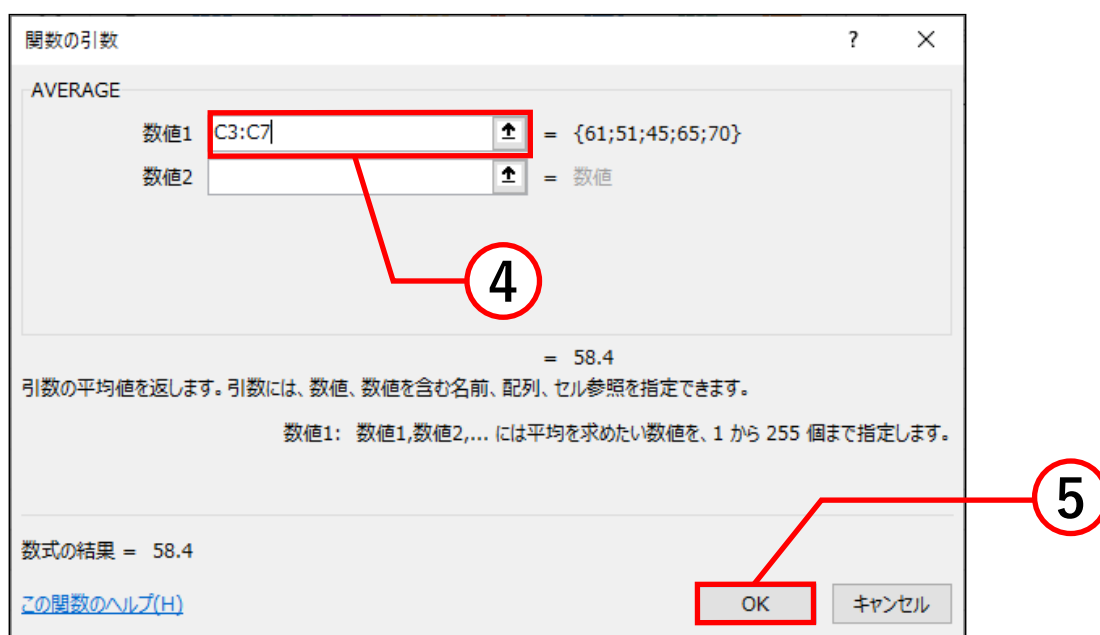 関数の引数 ? ×
AVERAGE
数値1 C3:C7 = {61;51;45;65;70}
数値2 = 数値
4
= 58.4
引数の平均値を返します。引数には、数値、数値を含む名前、配列、セル参照を指定できます。
数値1: 数値1,数値2,... には平均を求めたい数値を、1 から 255 個まで指定します。
5
数式の結果 = 58.4
この関数のヘルプ(H) OK キャンセル